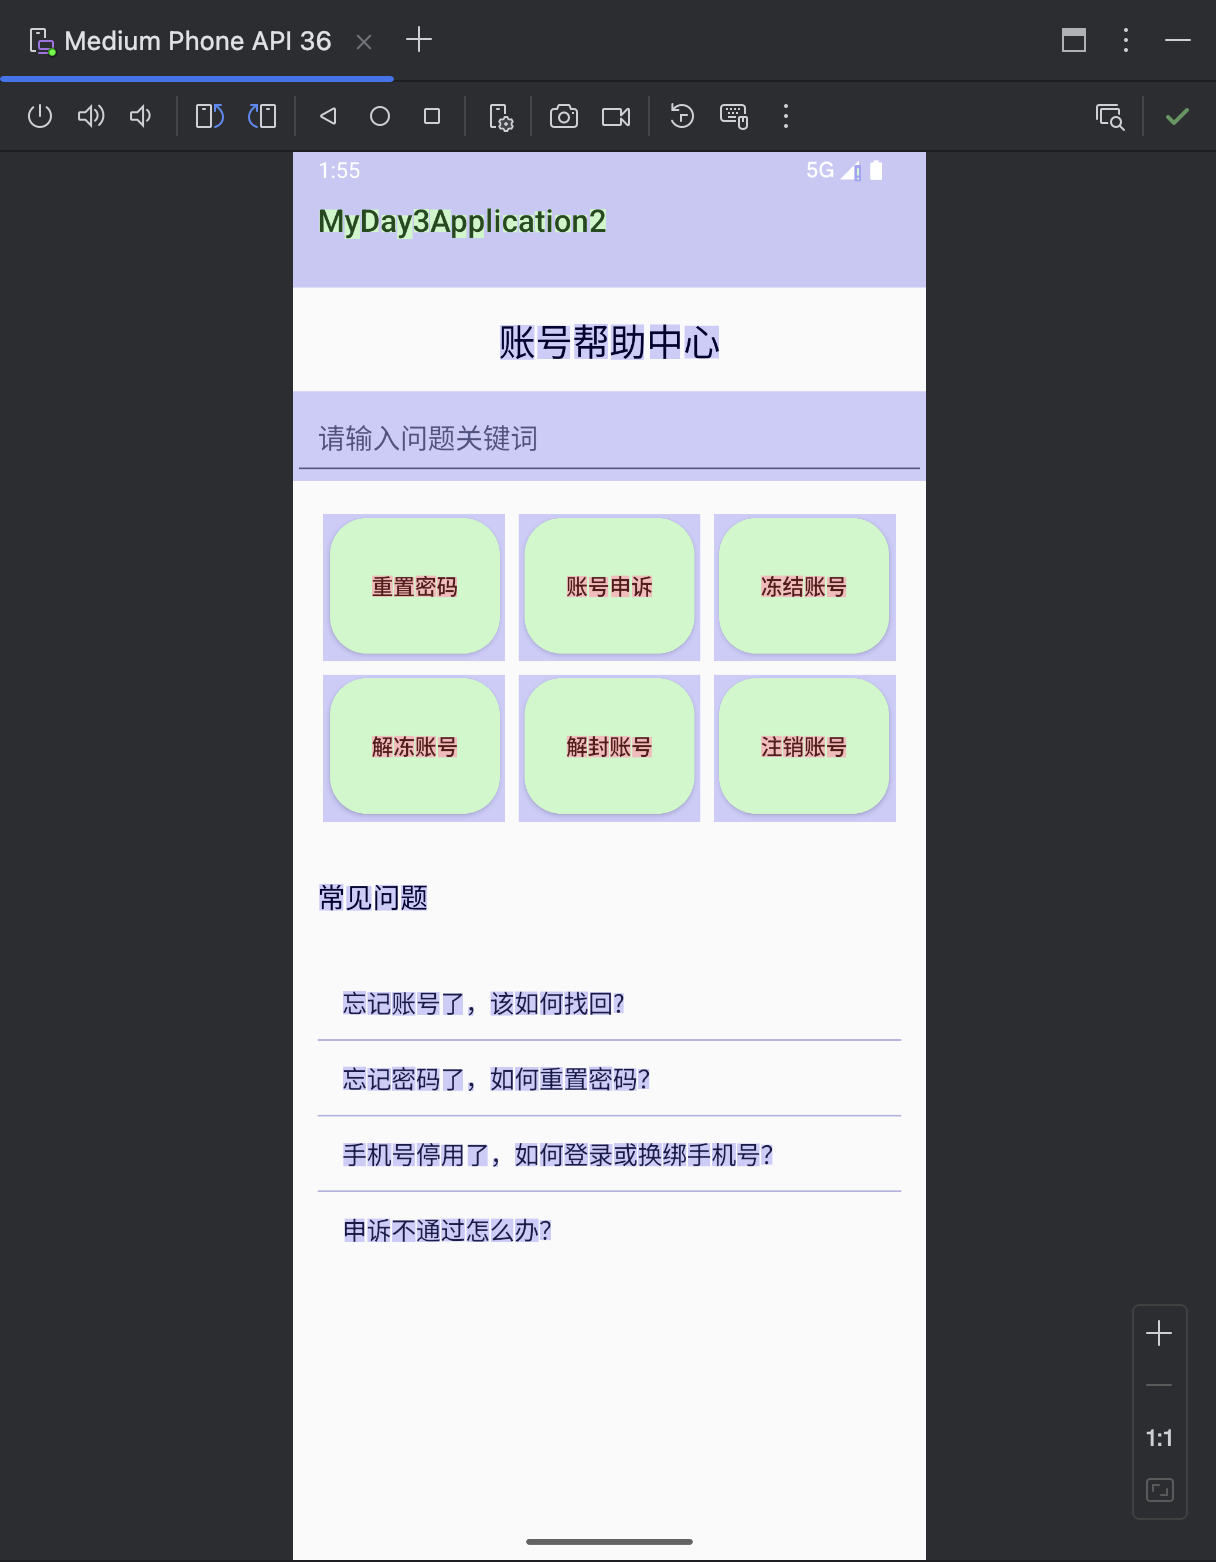 Medium Phone API 36
1:55 5G
MyDay3Application2
账号帮助中心
请输入问题关键词
重置密码 账号申诉 冻结账号
解冻账号 解封账号 注销账号
常见问题
忘记账号了，该如何找回?
忘记密码了，如何重置密码?
手机号停用了，如何登录或换绑手机号?
申诉不通过怎么办?
1:1